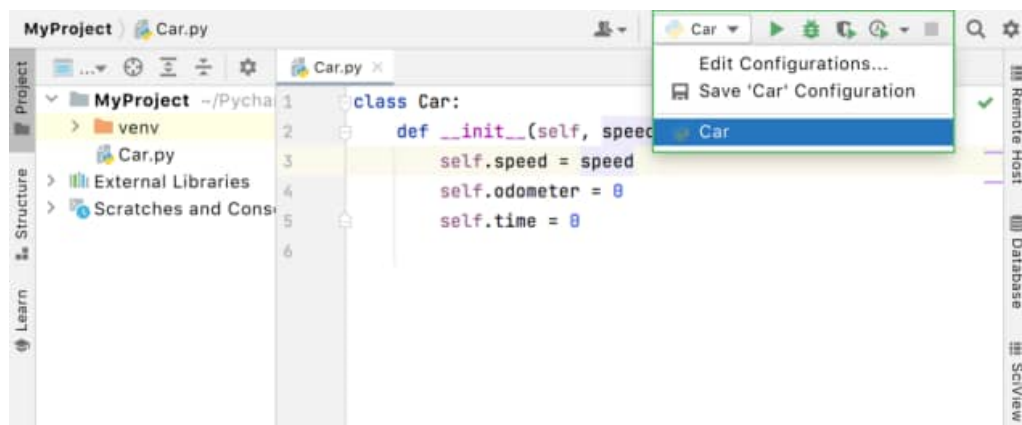 MyProject Car.py
Car
Edit Configurations...
Save 'Car' Configuration
Car
Project
Structure
Learn
...
MyProject ~/Pycha
venv
Car.py
External Libraries
Scratches and Cons
Car.py
1 class Car:
2 def __init__(self, speed
3 self.speed = speed
4 self.odometer = 0
5 self.time = 0
6
Remote Host
Database
SciView